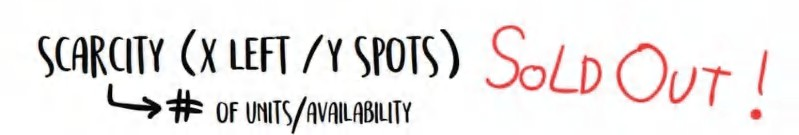 SCARCITY (X LEFT / Y SPOTS) SOLD OUT!
# OF UNITS/AVAILABILITY